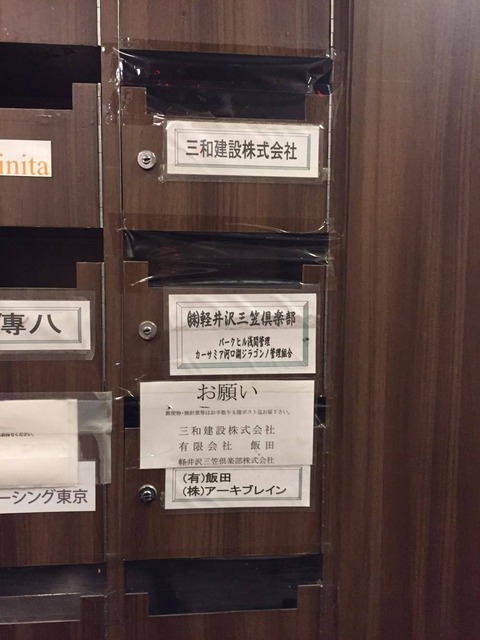 三和建設株式会社
inita
㈱軽井沢三笠倶楽部
パークヒル浅間管理
カーサミア河口湖ジラゴンノ管理組合
專八
お願い
三和建設株式会社
有限会社 飯田
軽井沢三笠倶楽部株式会社
(有)飯田
(株)アーキブレイン
ーシング東京